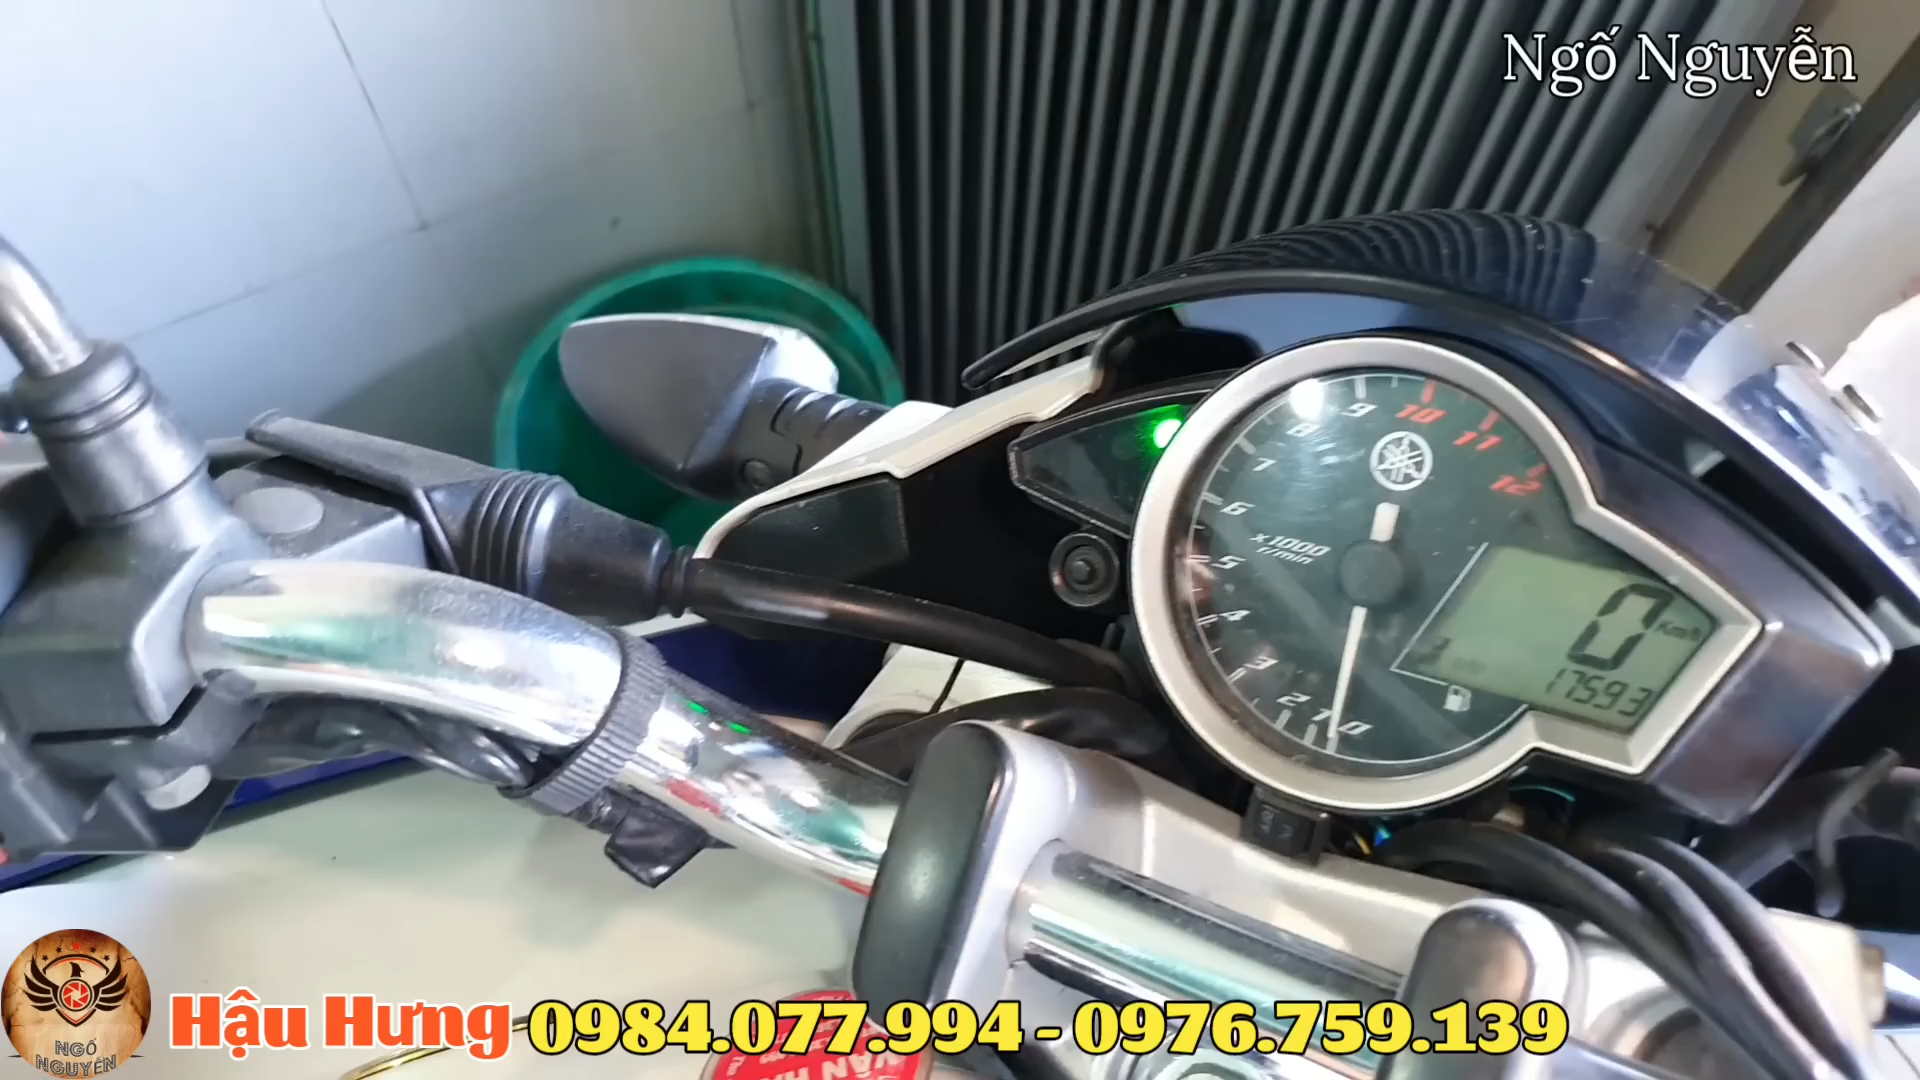 Ngố Nguyễn
9
10
8
11
7
12
6
x1000
r/min
5
4
3
2
1
0
0 Km/h
17593
NGỐ
NGUYỄN
Hậu Hưng 0984.077.994 - 0976.759.139